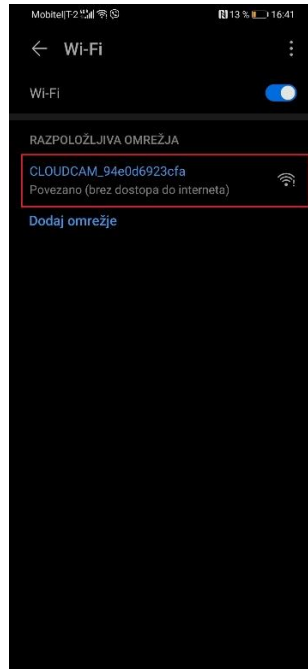 Mobitel|T-2 13 % 16:41
Wi-Fi
Wi-Fi
RAZPOLOŽLJIVA OMREŽJA
CLOUDCAM_94e0d6923cfa
Povezano (brez dostopa do interneta)
Dodaj omrežje